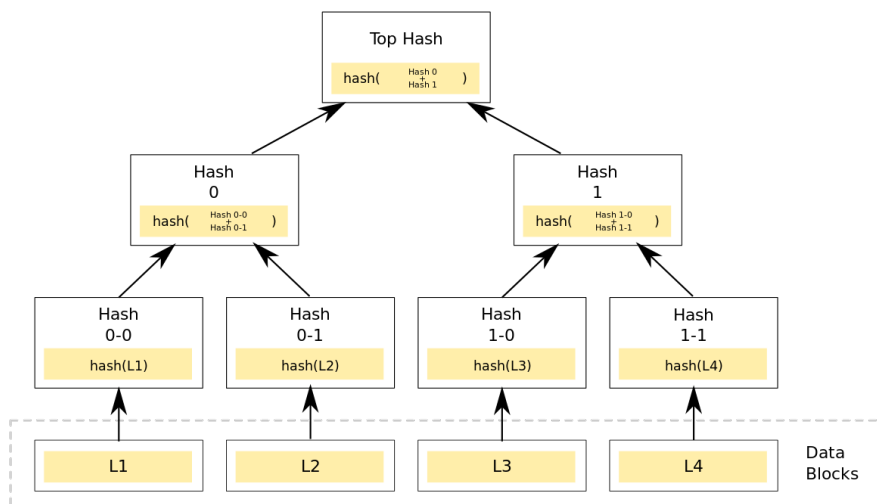 Top Hash
hash( Hash 0 + Hash 1 )
Hash
0
hash( Hash 0-0 + Hash 0-1 )
Hash
1
hash( Hash 1-0 + Hash 1-1 )
Hash
0-0
hash(L1)
Hash
0-1
hash(L2)
Hash
1-0
hash(L3)
Hash
1-1
hash(L4)
L1
L2
L3
L4
Data
Blocks